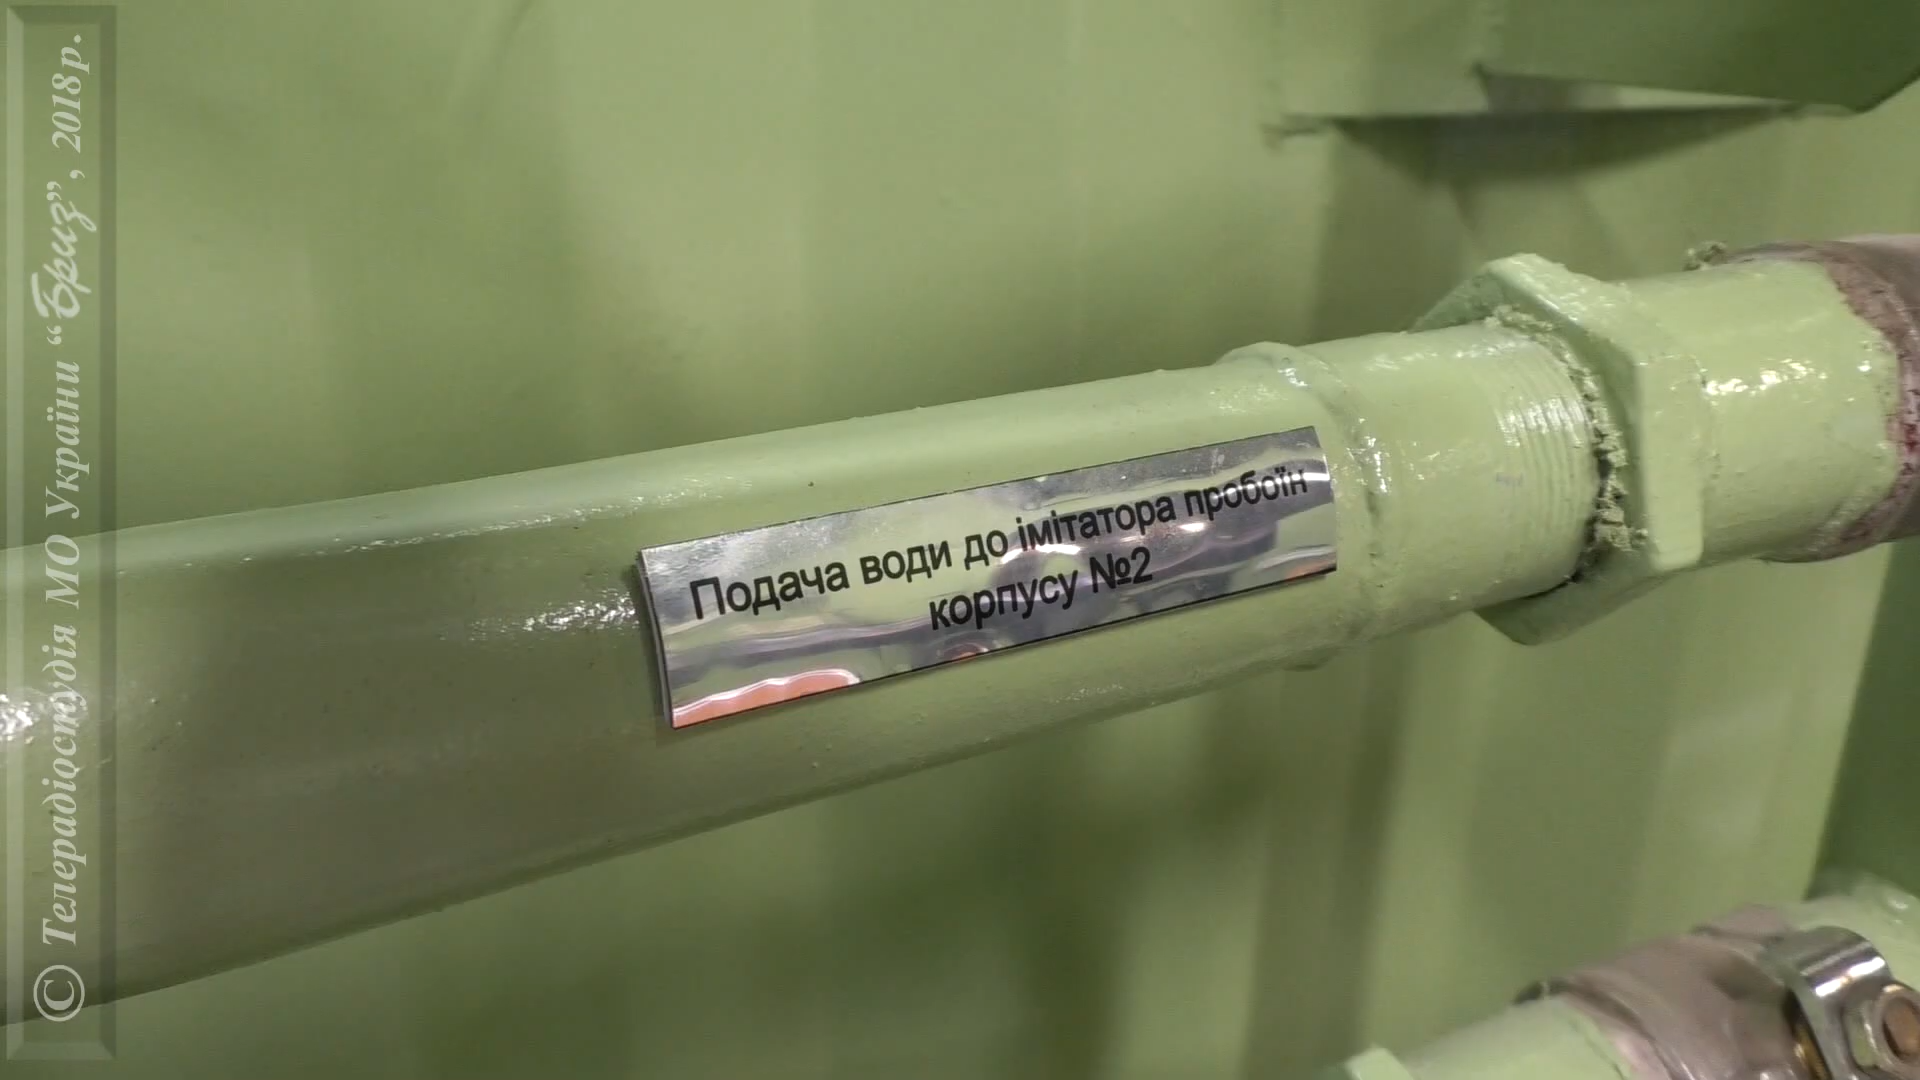 Подача води до імітатора пробоїн
корпусу №2
© Телерадіостудія МО України “Бриз”, 2018р.